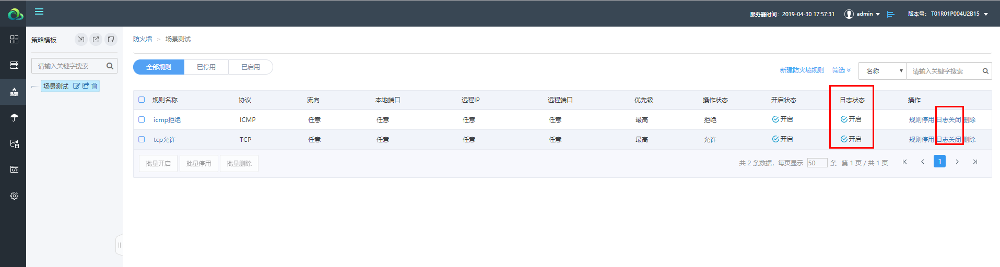 服务器时间：2019-04-30 17:57:31 admin 版本号： T01R01P004U2B15
策略模板
请输入关键字搜索
场景测试
防火墙 > 场景测试
全部规则 已停用 已启用
新建防火墙规则 筛选 名称 请输入关键字搜索
规则名称 协议 流向 本地端口 远程IP 远程端口 优先级 操作状态 开启状态 日志状态 操作
icmp拒绝 ICMP 任意 任意 任意 任意 最高 拒绝 开启 开启 规则停用 日志关闭 删除
tcp允许 TCP 任意 任意 任意 任意 最高 允许 开启 开启 规则停用 日志关闭 删除
批量开启 批量停用 批量删除
共 2 条数据，每页显示 50 条 第 1 页 / 共 1 页 1